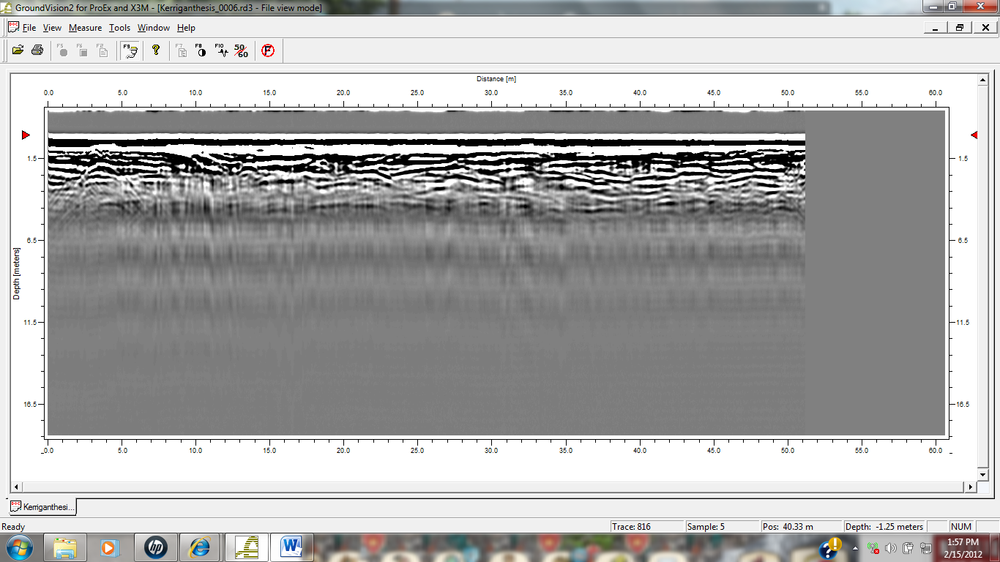 GroundVision2 for ProEx and X3M - [Kerriganthesis_0006.rd3 - File view mode]
File View Measure Tools Window Help
F5 F6 F2 F9 ? F7 F8 F10 50/60 F
Distance [m]
0.0 5.0 10.0 15.0 20.0 25.0 30.0 35.0 40.0 45.0 50.0 55.0 60.0
1.5 1.5
6.5 6.5
Depth [meters]
11.5 11.5
16.5 16.5
0.0 5.0 10.0 15.0 20.0 25.0 30.0 35.0 40.0 45.0 50.0 55.0 60.0
Kerriganthesi...
Ready Trace: 816 Sample: 5 Pos: 40.33 m Depth: -1.25 meters NUM
hp
1:57 PM
2/15/2012